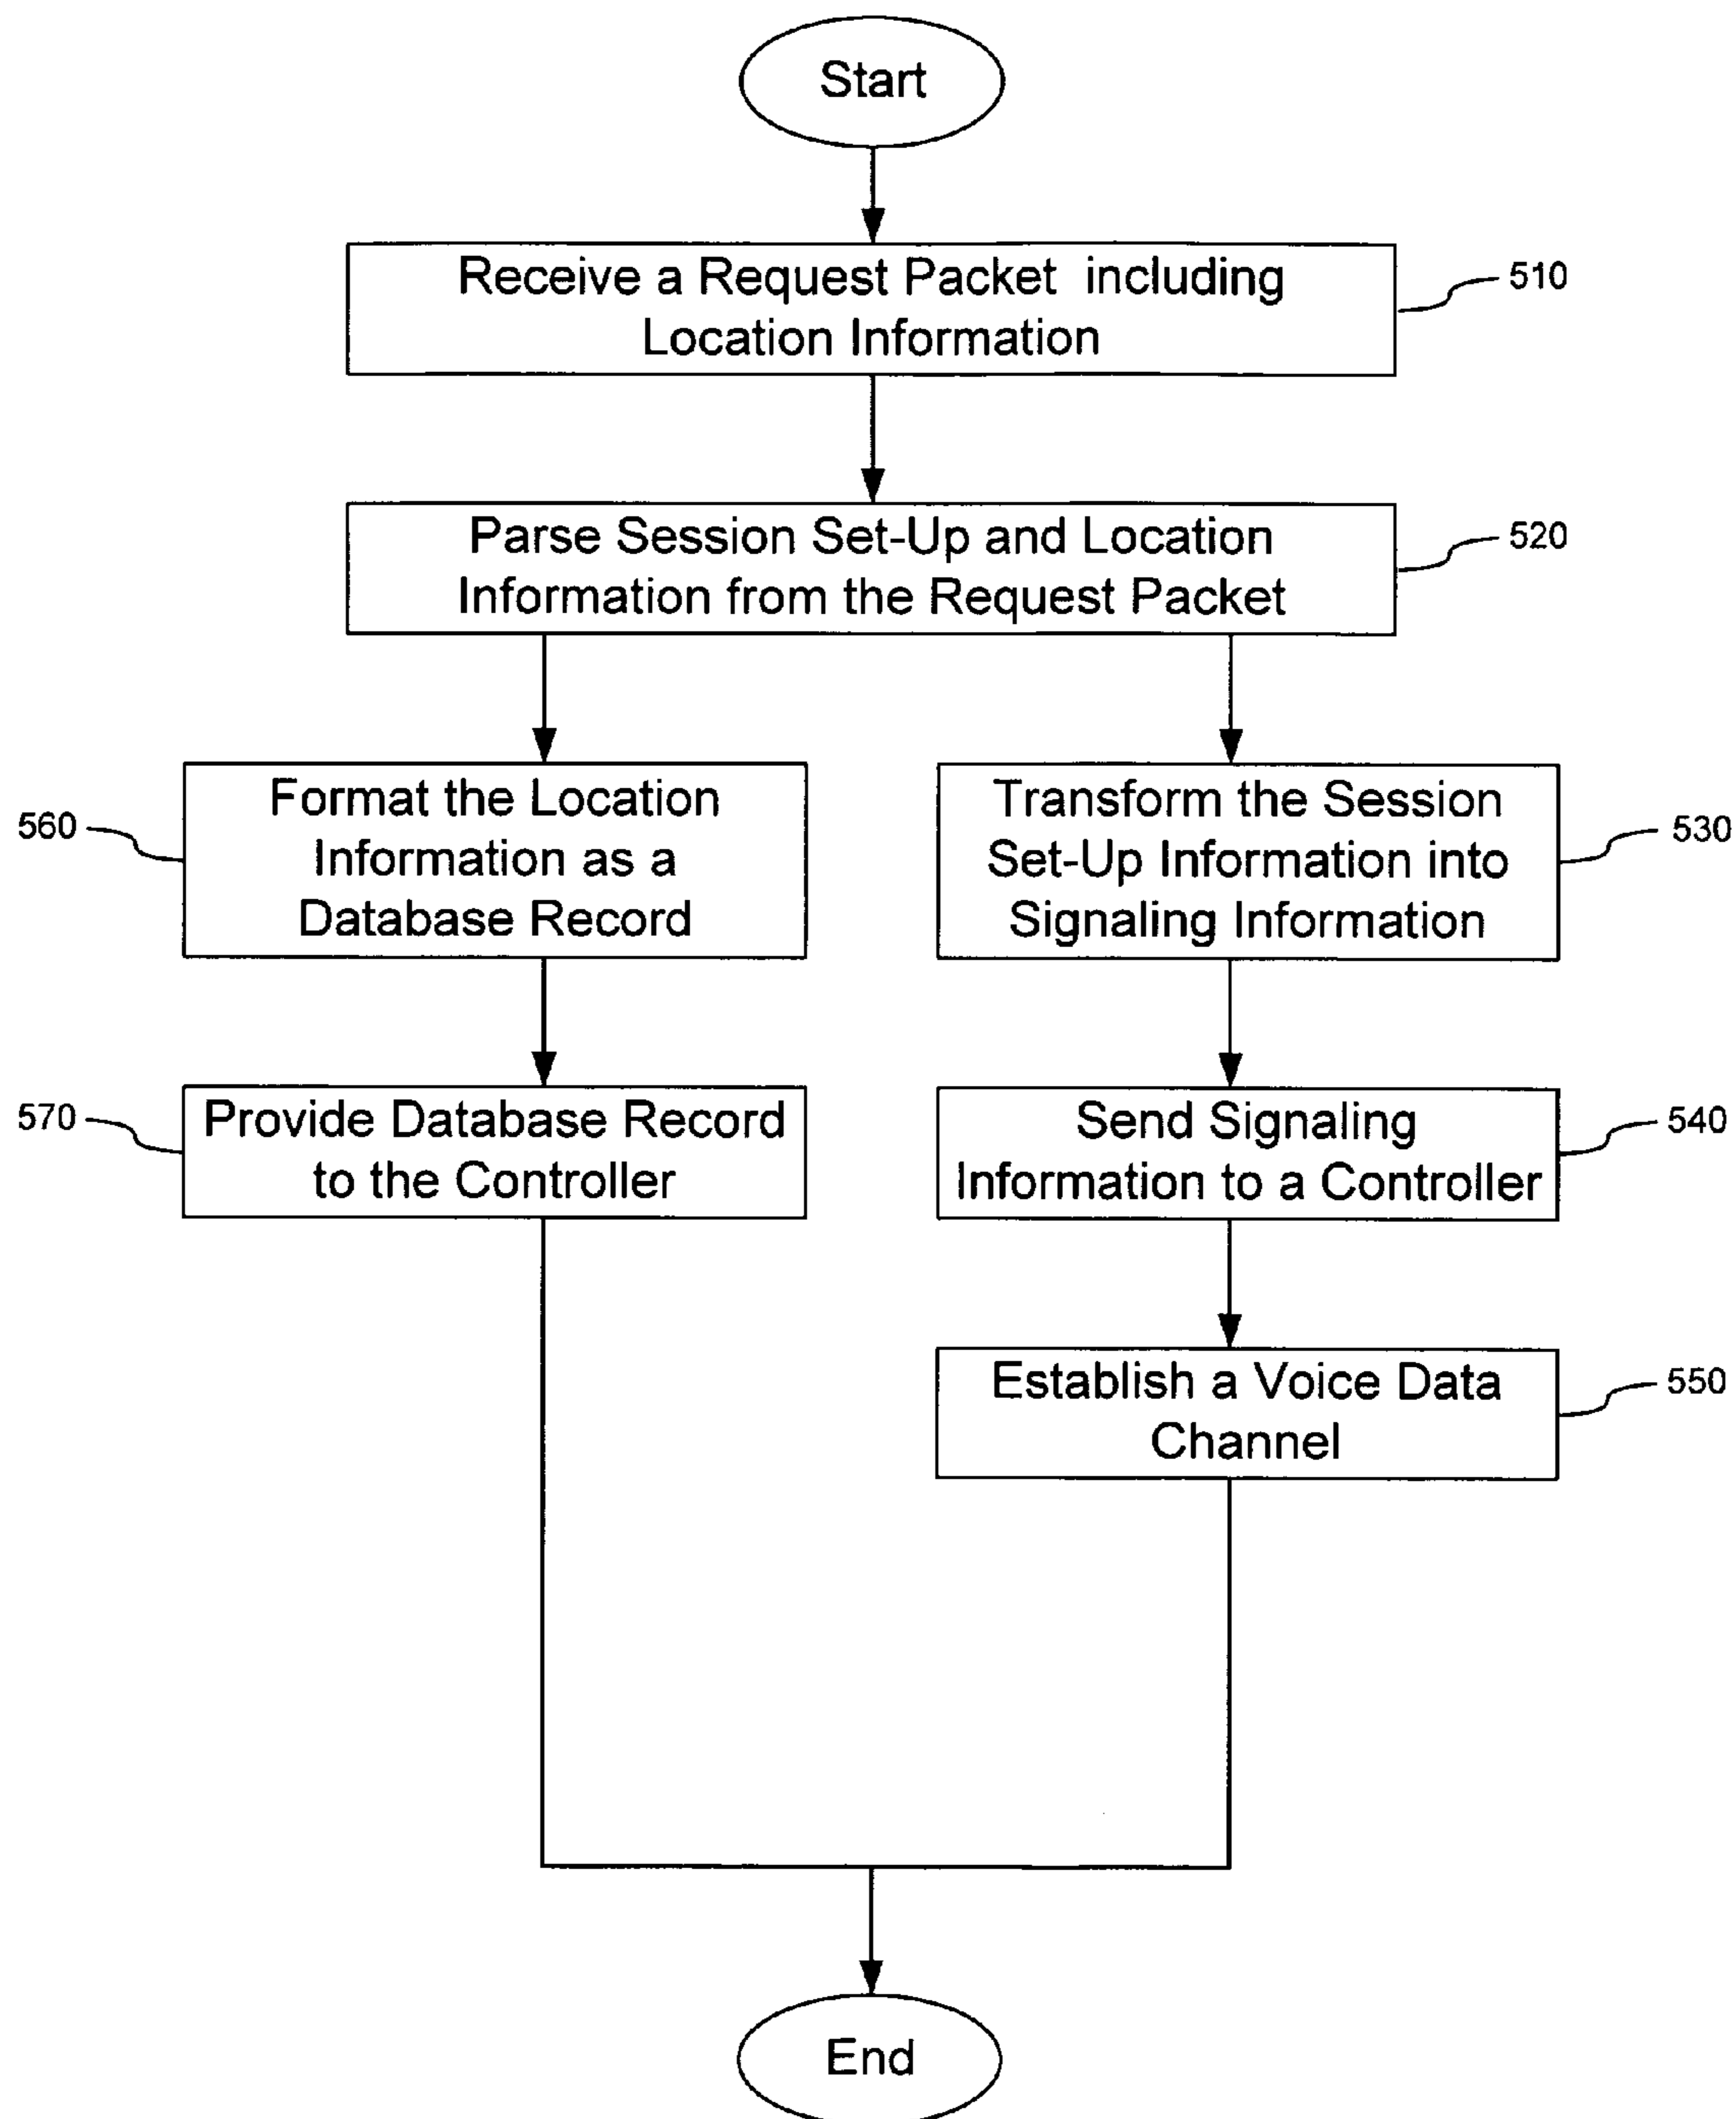 Start
Receive a Request Packet including
Location Information
510
Parse Session Set-Up and Location
Information from the Request Packet
520
Format the Location
Information as a
Database Record
560
Transform the Session
Set-Up Information into
Signaling Information
530
Provide Database Record
to the Controller
570
Send Signaling
Information to a Controller
540
Establish a Voice Data
Channel
550
End